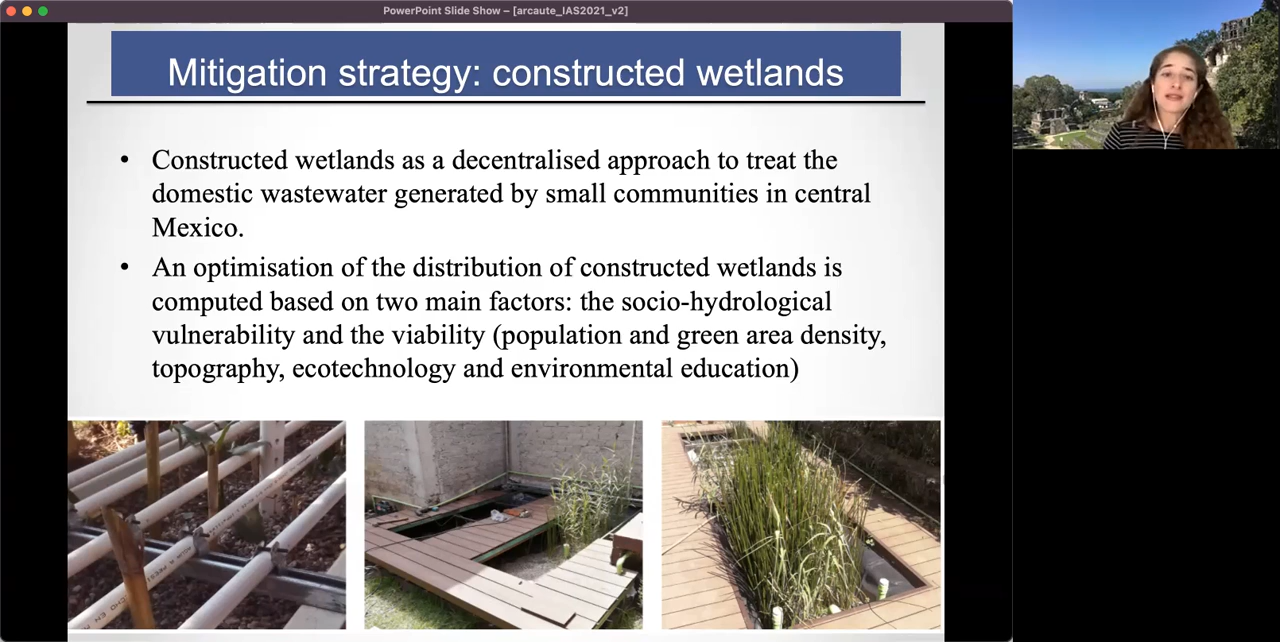 PowerPoint Slide Show – [arcaute_IAS2021_v2]
Mitigation strategy: constructed wetlands
• Constructed wetlands as a decentralised approach to treat the
domestic wastewater generated by small communities in central
Mexico.
• An optimisation of the distribution of constructed wetlands is
computed based on two main factors: the socio-hydrological
vulnerability and the viability (population and green area density,
topography, ecotechnology and environmental education)